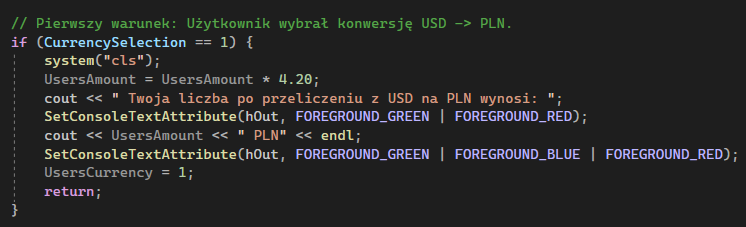 // Pierwszy warunek: Użytkownik wybrał konwersję USD -> PLN.
if (CurrencySelection == 1) {
    system("cls");
    UsersAmount = UsersAmount * 4.20;
    cout << " Twoja liczba po przeliczeniu z USD na PLN wynosi: ";
    SetConsoleTextAttribute(hOut, FOREGROUND_GREEN | FOREGROUND_RED);
    cout << UsersAmount << " PLN"<< endl;
    SetConsoleTextAttribute(hOut, FOREGROUND_GREEN | FOREGROUND_BLUE | FOREGROUND_RED);
    UsersCurrency = 1;
    return;
}